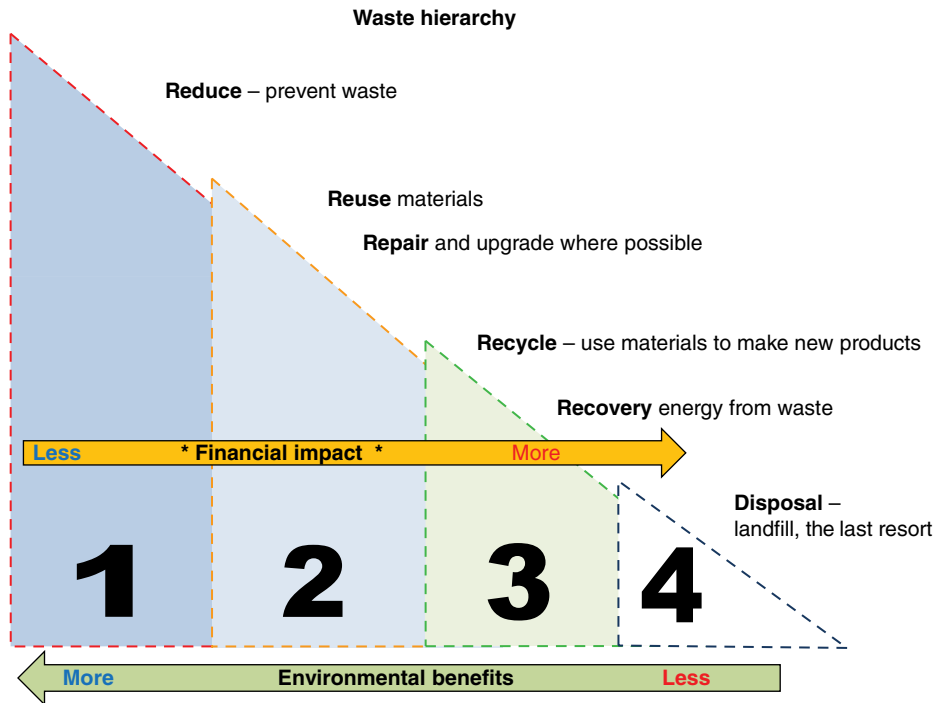 Waste hierarchy
Reduce – prevent waste
Reuse materials
Repair and upgrade where possible
Recycle – use materials to make new products
Recovery energy from waste
Less * Financial impact * More
Disposal –
landfill, the last resort
1 2 3 4
More Environmental benefits Less